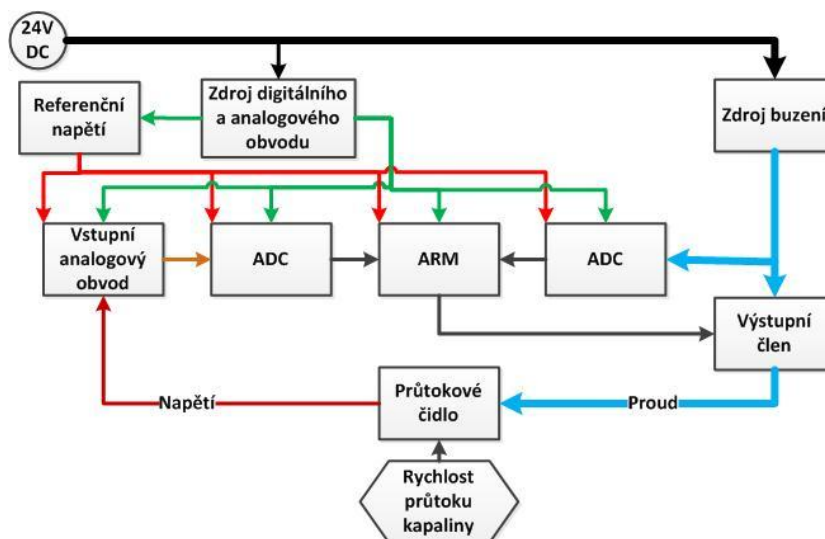 24V
DC
Referenční
napětí
Zdroj digitálního
a analogového
obvodu
Zdroj buzení
Vstupní
analogový
obvod
ADC
ARM
ADC
Výstupní
člen
Napětí
Průtokové
čidlo
Proud
Rychlost
průtoku
kapaliny